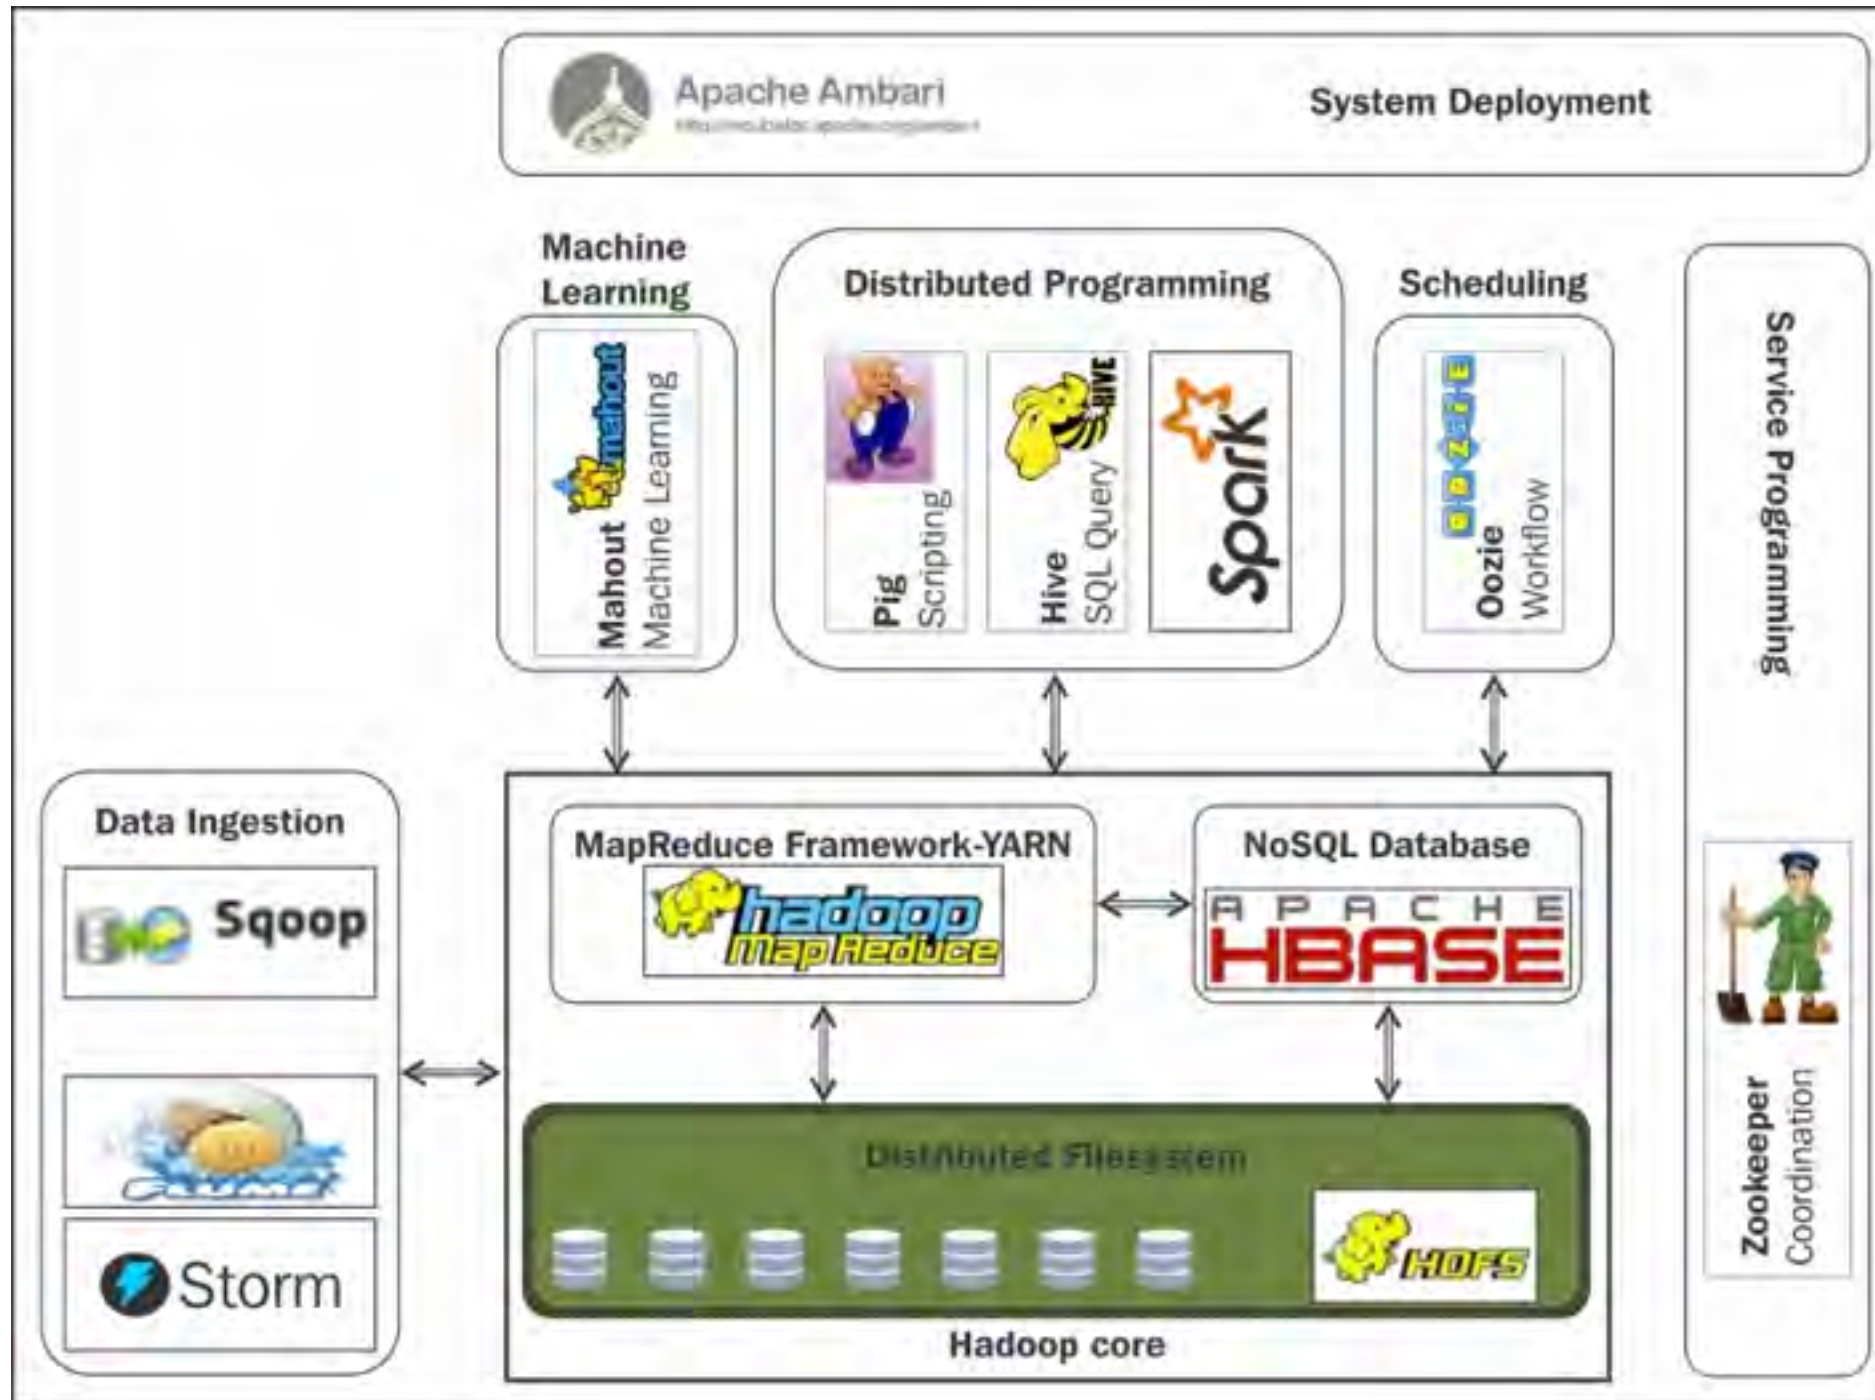 Apache Ambari
System Deployment
Machine
Learning
mahout
Mahout
Machine Learning
Distributed Programming
Pig
Scripting
HIVE
Hive
SQL Query
Spark
Scheduling
OOZIE
Oozie
Workflow
Service Programming
Zookeeper
Coordination
Data Ingestion
Sqoop
Storm
MapReduce Framework-YARN
hadoop
Map Reduce
NoSQL Database
APACHE
HBASE
Distributed Filesystem
HDFS
Hadoop core